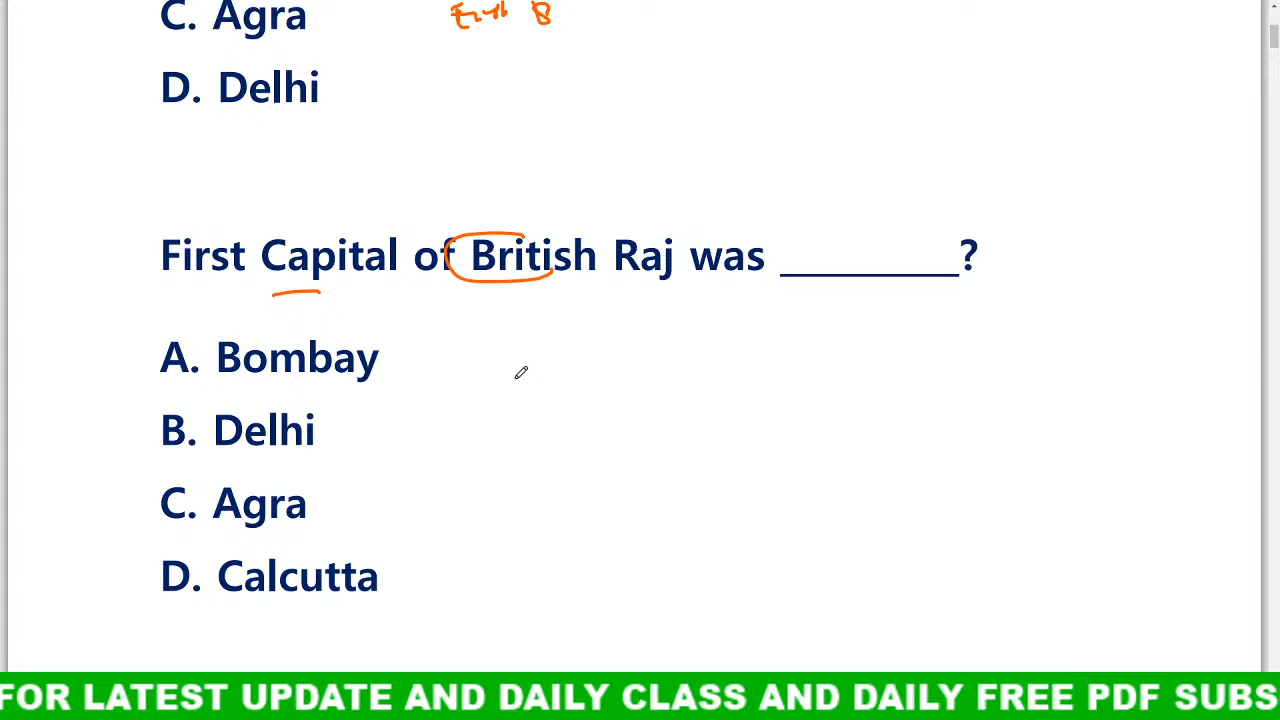 C. Agra
D. Delhi
First Capital of British Raj was _________?
A. Bombay
B. Delhi
C. Agra
D. Calcutta
FOR LATEST UPDATE AND DAILY CLASS AND DAILY FREE PDF SUBS